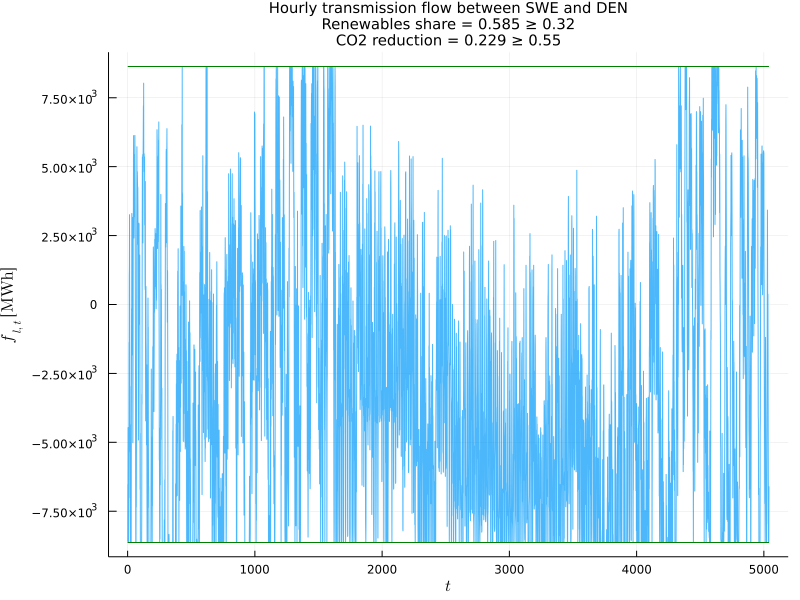 Hourly transmission flow between SWE and DEN
Renewables share = 0.585 ≥ 0.32
CO2 reduction = 0.229 ≥ 0.55
7.50×10³
5.00×10³
2.50×10³
0
−2.50×10³
−5.00×10³
−7.50×10³
f_{l,t} [MWh]
0 1000 2000 3000 4000 5000
t